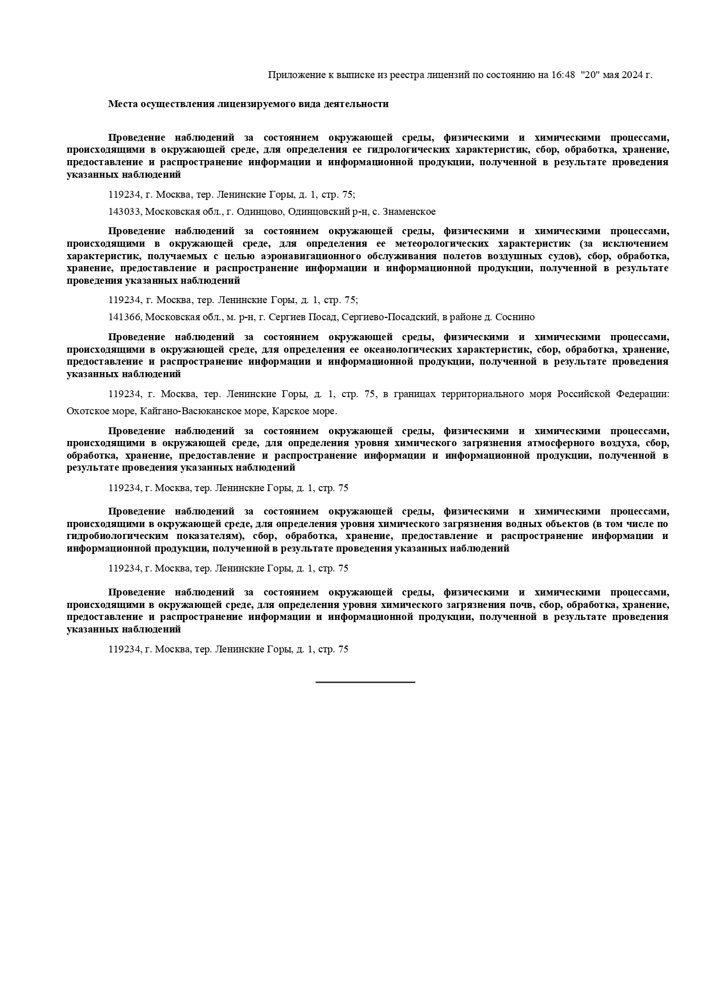 Приложение к выписке из реестра лицензий по состоянию на 16:48 "20" мая 2024 г.
Места осуществления лицензируемого вида деятельности
Проведение наблюдений за состоянием окружающей среды, физическими и химическими процессами,
происходящими в окружающей среде, для определения ее гидрологических характеристик, сбор, обработка, хранение,
предоставление и распространение информации и информационной продукции, полученной в результате проведения
указанных наблюдений
119234, г. Москва, тер. Ленинские Горы, д. 1, стр. 75;
143033, Московская обл., г. Одинцово, Одинцовский р-н, с. Знаменское
Проведение наблюдений за состоянием окружающей среды, физическими и химическими процессами,
происходящими в окружающей среде, для определения ее метеорологических характеристик (за исключением
характеристик, получаемых с целью аэронавигационного обслуживания полетов воздушных судов), сбор, обработка,
хранение, предоставление и распространение информации и информационной продукции, полученной в результате
проведения указанных наблюдений
119234, г. Москва, тер. Ленинские Горы, д. 1, стр. 75;
141366, Московская обл., м. р-н, г. Сергиев Посад, Сергиево-Посадский, в районе д. Соснино
Проведение наблюдений за состоянием окружающей среды, физическими и химическими процессами,
происходящими в окружающей среде, для определения ее океанологических характеристик, сбор, обработка, хранение,
предоставление и распространение информации и информационной продукции, полученной в результате проведения
указанных наблюдений
119234, г. Москва, тер. Ленинские Горы, д. 1, стр. 75, в границах территориального моря Российской Федерации:
Охотское море, Кайгано-Васюканское море, Карское море.
Проведение наблюдений за состоянием окружающей среды, физическими и химическими процессами,
происходящими в окружающей среде, для определения уровня химического загрязнения атмосферного воздуха, сбор,
обработка, хранение, предоставление и распространение информации и информационной продукции, полученной в
результате проведения указанных наблюдений
119234, г. Москва, тер. Ленинские Горы, д. 1, стр. 75
Проведение наблюдений за состоянием окружающей среды, физическими и химическими процессами,
происходящими в окружающей среде, для определения уровня химического загрязнения водных объектов (в том числе по
гидробиологическим показателям), сбор, обработка, хранение, предоставление и распространение информации и
информационной продукции, полученной в результате проведения указанных наблюдений
119234, г. Москва, тер. Ленинские Горы, д. 1, стр. 75
Проведение наблюдений за состоянием окружающей среды, физическими и химическими процессами,
происходящими в окружающей среде, для определения уровня химического загрязнения почв, сбор, обработка, хранение,
предоставление и распространение информации и информационной продукции, полученной в результате проведения
указанных наблюдений
119234, г. Москва, тер. Ленинские Горы, д. 1, стр. 75